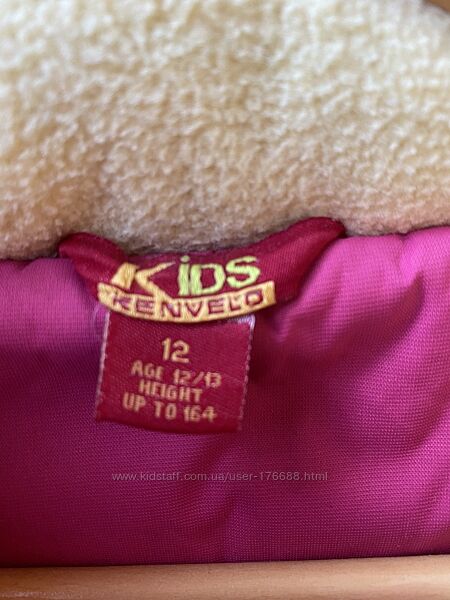 KiDS
KENVELO
12
AGE 12/13
HEIGHT
UP TO 164
www.kidstaff.com.ua/user-176688.html